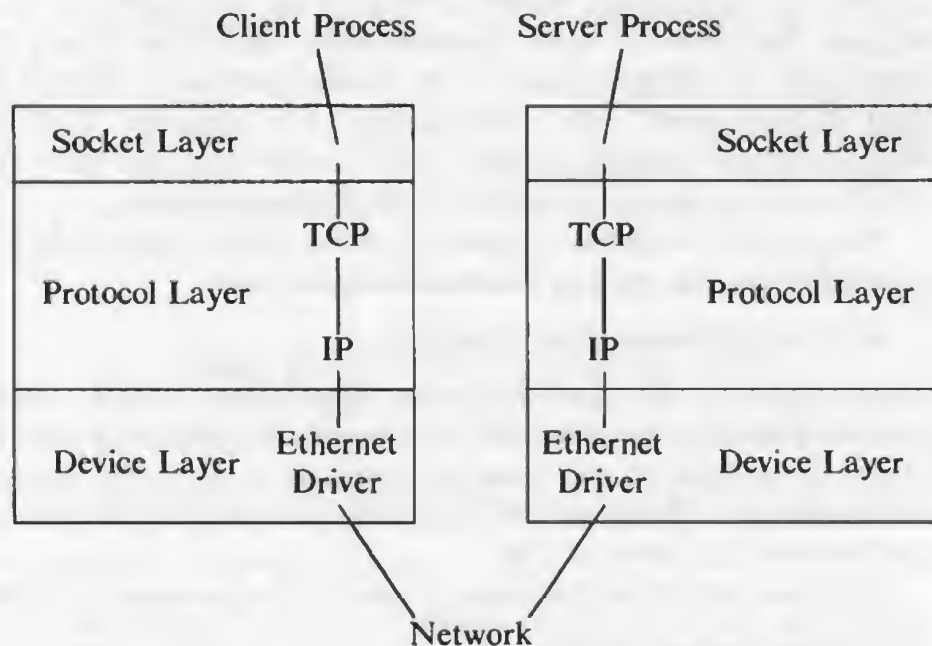 Client Process
Server Process
Socket Layer
Socket Layer
TCP
TCP
Protocol Layer
Protocol Layer
IP
IP
Device Layer
Ethernet
Driver
Ethernet
Driver
Device Layer
Network